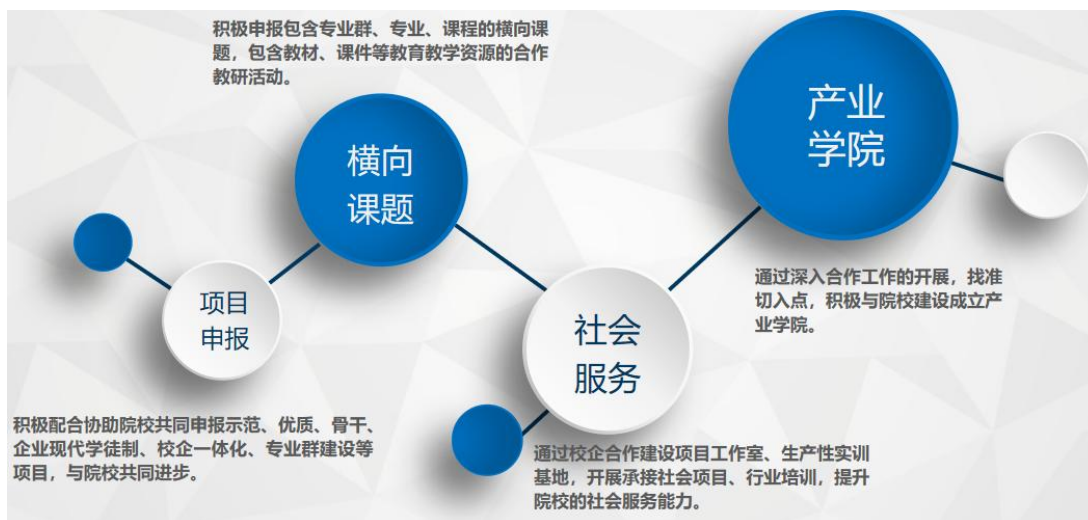 积极申报包含专业群、专业、课程的横向课
题，包含教材、课件等教育教学资源的合作
教研活动。
产业
学院
横向
课题
通过深入合作工作的开展，找准
切入点，积极与院校建设成立产
业学院。
项目
申报
社会
服务
积极配合协助院校共同申报示范、优质、骨干、
企业现代学徒制、校企一体化、专业群建设等
项目，与院校共同进步。
通过校企合作建设项目工作室、生产性实训
基地，开展承接社会项目、行业培训，提升
院校的社会服务能力。